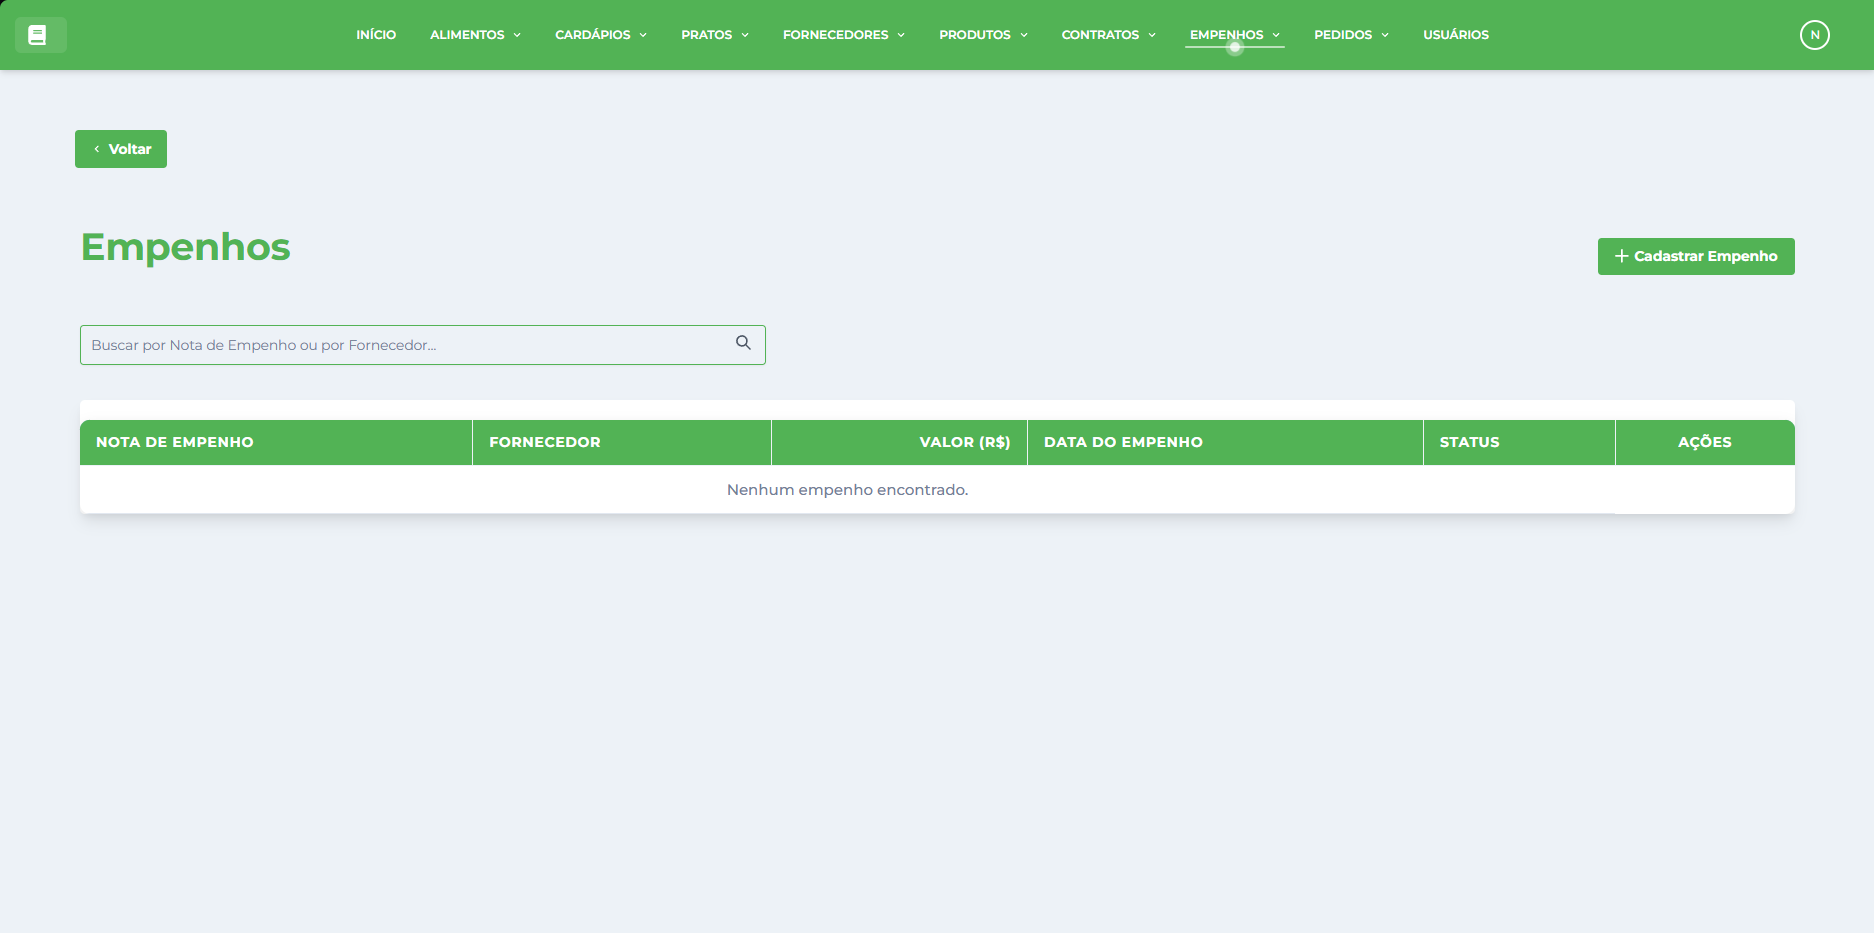 INÍCIO ALIMENTOS CARDÁPIOS PRATOS FORNECEDORES PRODUTOS CONTRATOS EMPENHOS PEDIDOS USUÁRIOS N
Voltar
Empenhos
Cadastrar Empenho
Buscar por Nota de Empenho ou por Fornecedor...
NOTA DE EMPENHO FORNECEDOR VALOR (R$) DATA DO EMPENHO STATUS AÇÕES
Nenhum empenho encontrado.